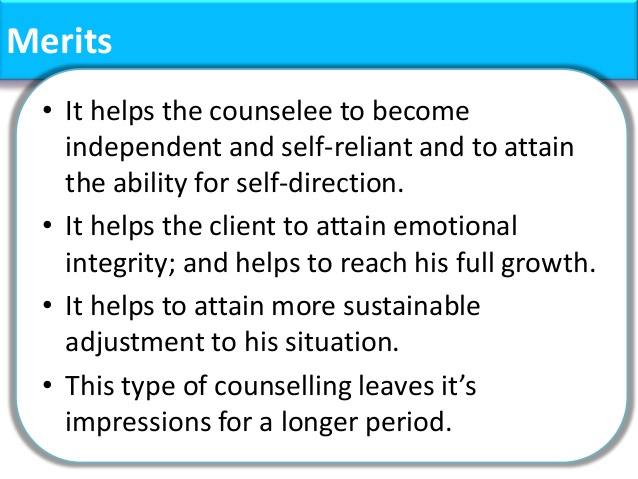 Merits
• It helps the counselee to become
independent and self-reliant and to attain
the ability for self-direction.
• It helps the client to attain emotional
integrity; and helps to reach his full growth.
• It helps to attain more sustainable
adjustment to his situation.
• This type of counselling leaves it’s
impressions for a longer period.